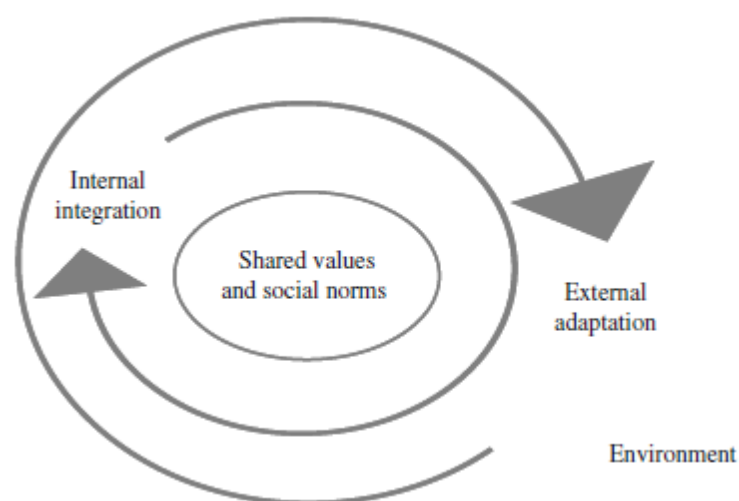 Internal
integration
Shared values
and social norms
External
adaptation
Environment